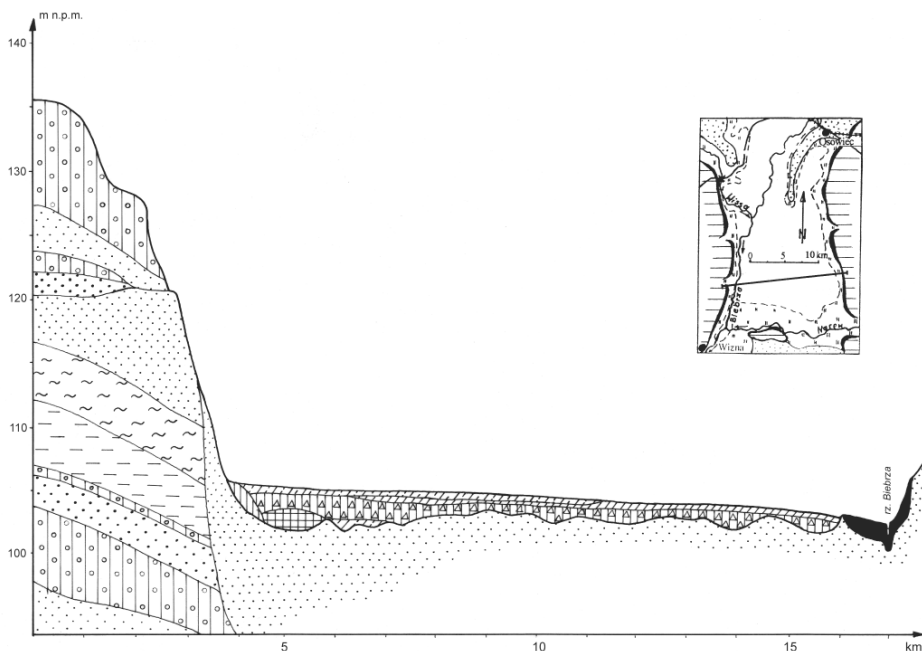 m n.p.m.
140
130
120
110
100
5
10
15
km
rz. Biebrza
Osowiec
Wissa
N
0 5 10 km
Biebrza
Narew
Wizna